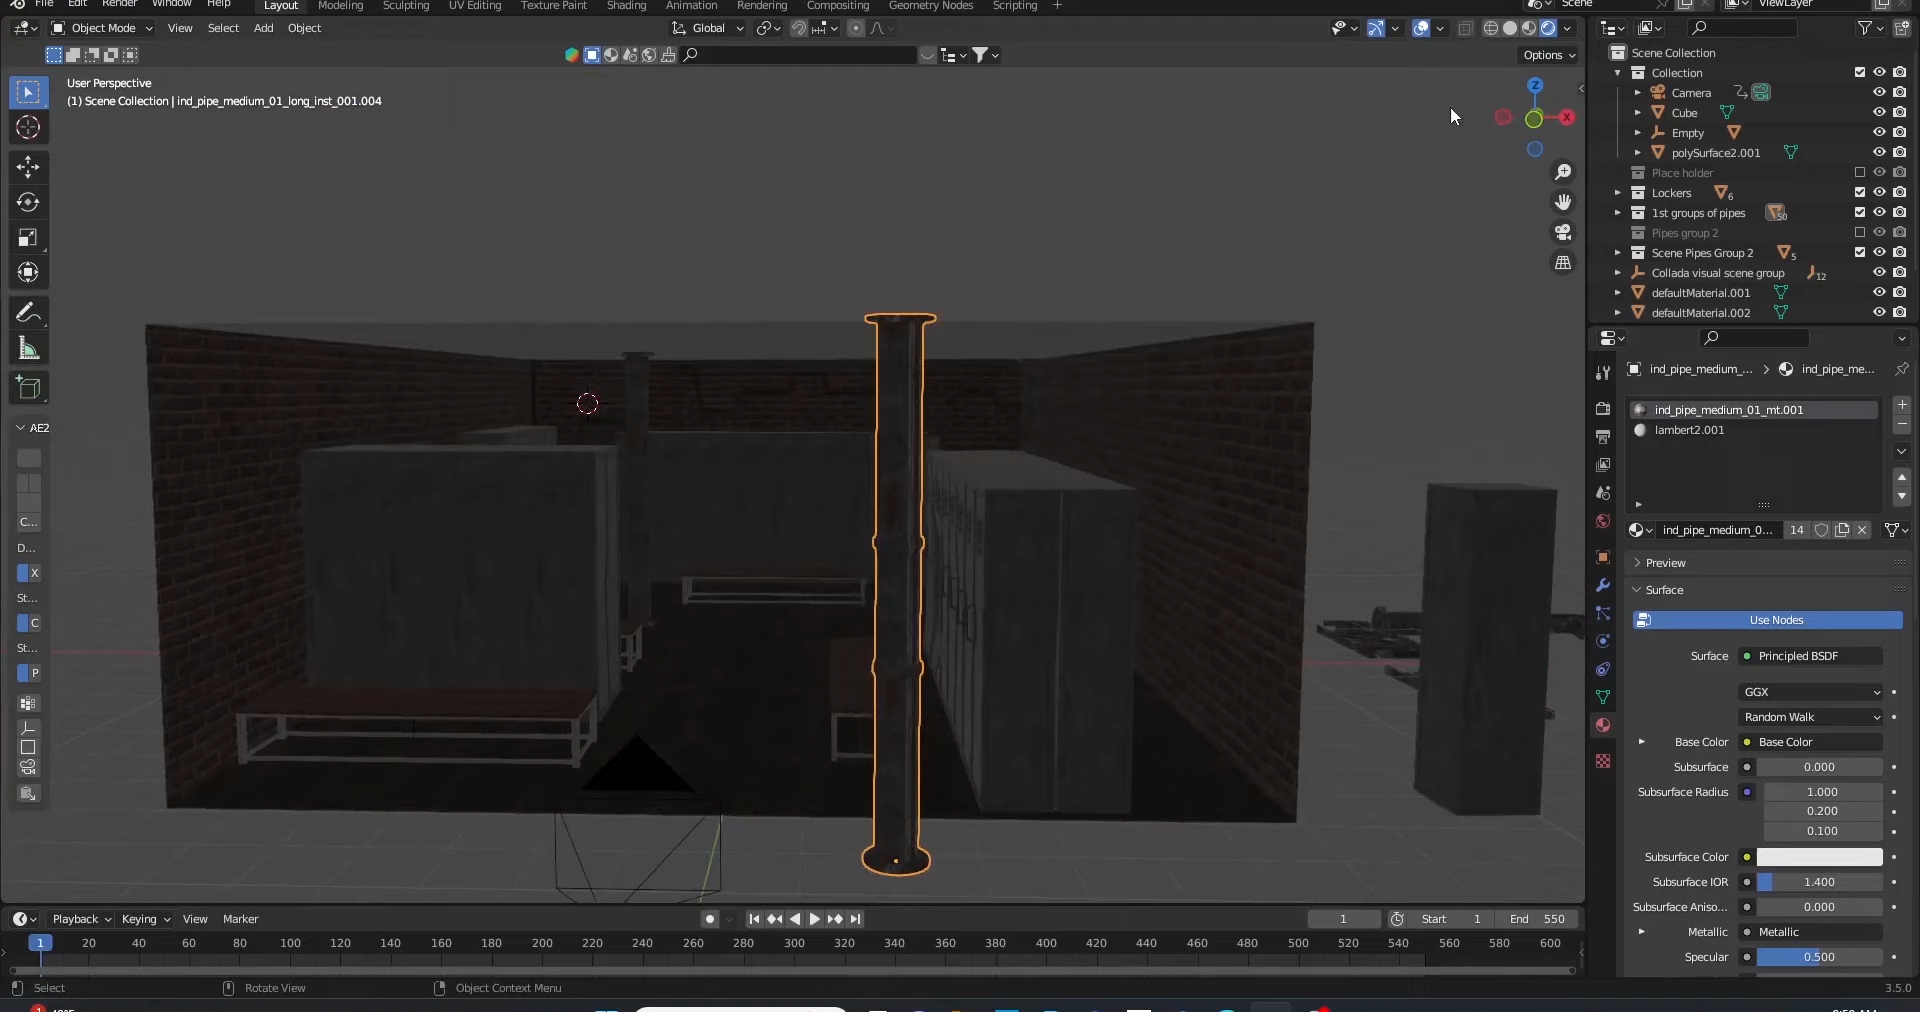 File Edit Render Window Help Layout Modeling Sculpting UV Editing Texture Paint Shading Animation Rendering Compositing Geometry Nodes Scripting + Scene ViewLayer
Object Mode View Select Add Object Global
Options
User Perspective
(1) Scene Collection | ind_pipe_medium_01_long_inst_001.004
Z
X
AE2
C...
D...
X
St...
C
St...
P
Scene Collection
Collection
Camera
Cube
Empty
polySurface2.001
Place holder
Lockers 6
1st groups of pipes 50
Pipes group 2
Scene Pipes Group 2 5
Collada visual scene group 12
defaultMaterial.001
defaultMaterial.002
ind_pipe_medium_... > ind_pipe_me...
ind_pipe_medium_01_mt.001
lambert2.001
ind_pipe_medium_0... 14
Preview
Surface
Use Nodes
Surface Principled BSDF
GGX
Random Walk
Base Color Base Color
Subsurface 0.000
Subsurface Radius 1.000
0.200
0.100
Subsurface Color
Subsurface IOR 1.400
Subsurface Aniso... 0.000
Metallic Metallic
Specular 0.500
Playback Keying View Marker 1 Start 1 End 550
1 20 40 60 80 100 120 140 160 180 200 220 240 260 280 300 320 340 360 380 400 420 440 460 480 500 520 540 560 580 600
Select Rotate View Object Context Menu 3.5.0